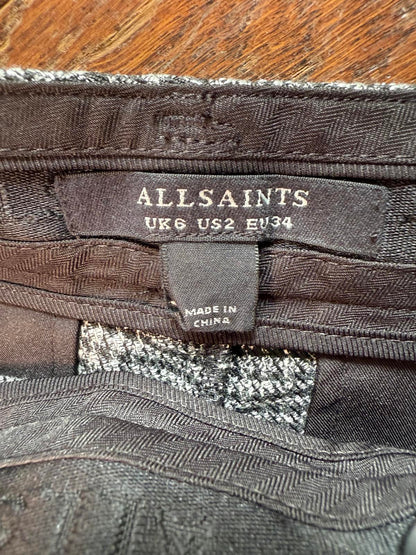 ALLSAINTS
UK6 US2 EU34
MADE IN
CHINA